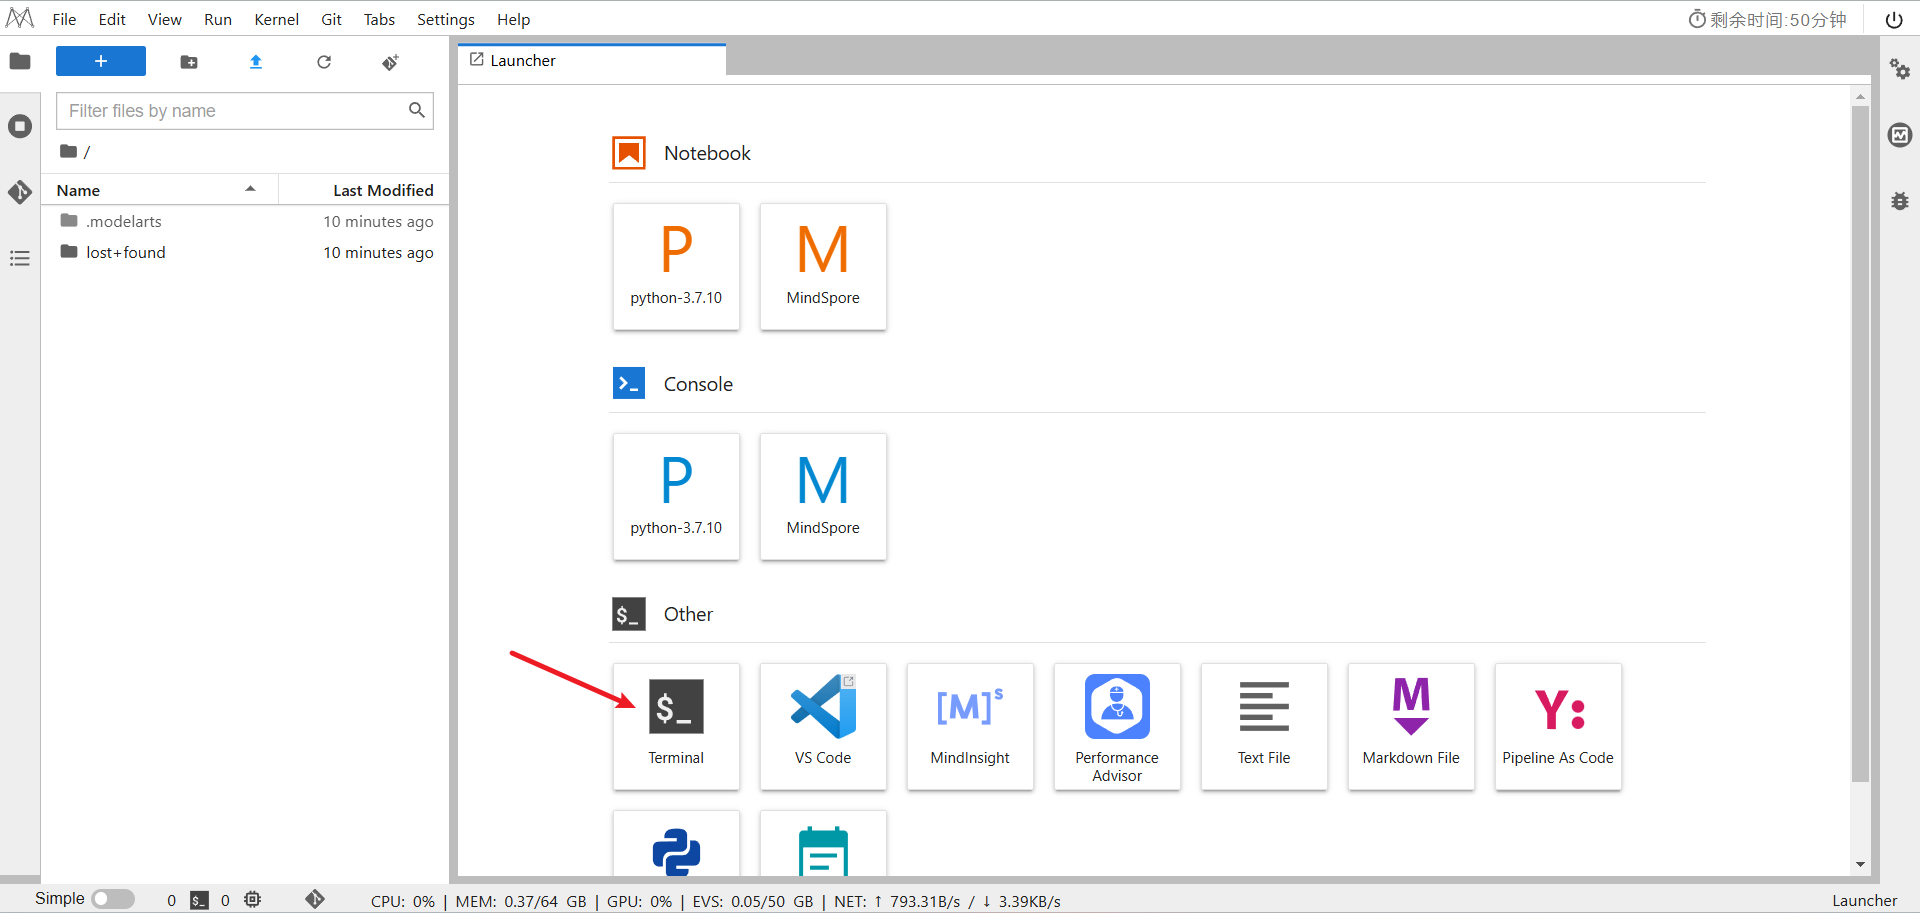 File Edit View Run Kernel Git Tabs Settings Help
剩余时间:50分钟
+
Launcher
Filter files by name
/
Name Last Modified
.modelarts 10 minutes ago
lost+found 10 minutes ago
Notebook
P
python-3.7.10
M
MindSpore
Console
P
python-3.7.10
M
MindSpore
$_ Other
$_
Terminal
VS Code
[M]s
MindInsight
Performance
Advisor
Text File
M
Markdown File
Y:
Pipeline As Code
Simple 0 $_ 0 CPU: 0% | MEM: 0.37/64 GB | GPU: 0% | EVS: 0.05/50 GB | NET: ↑ 793.31B/s / ↓ 3.39KB/s Launcher